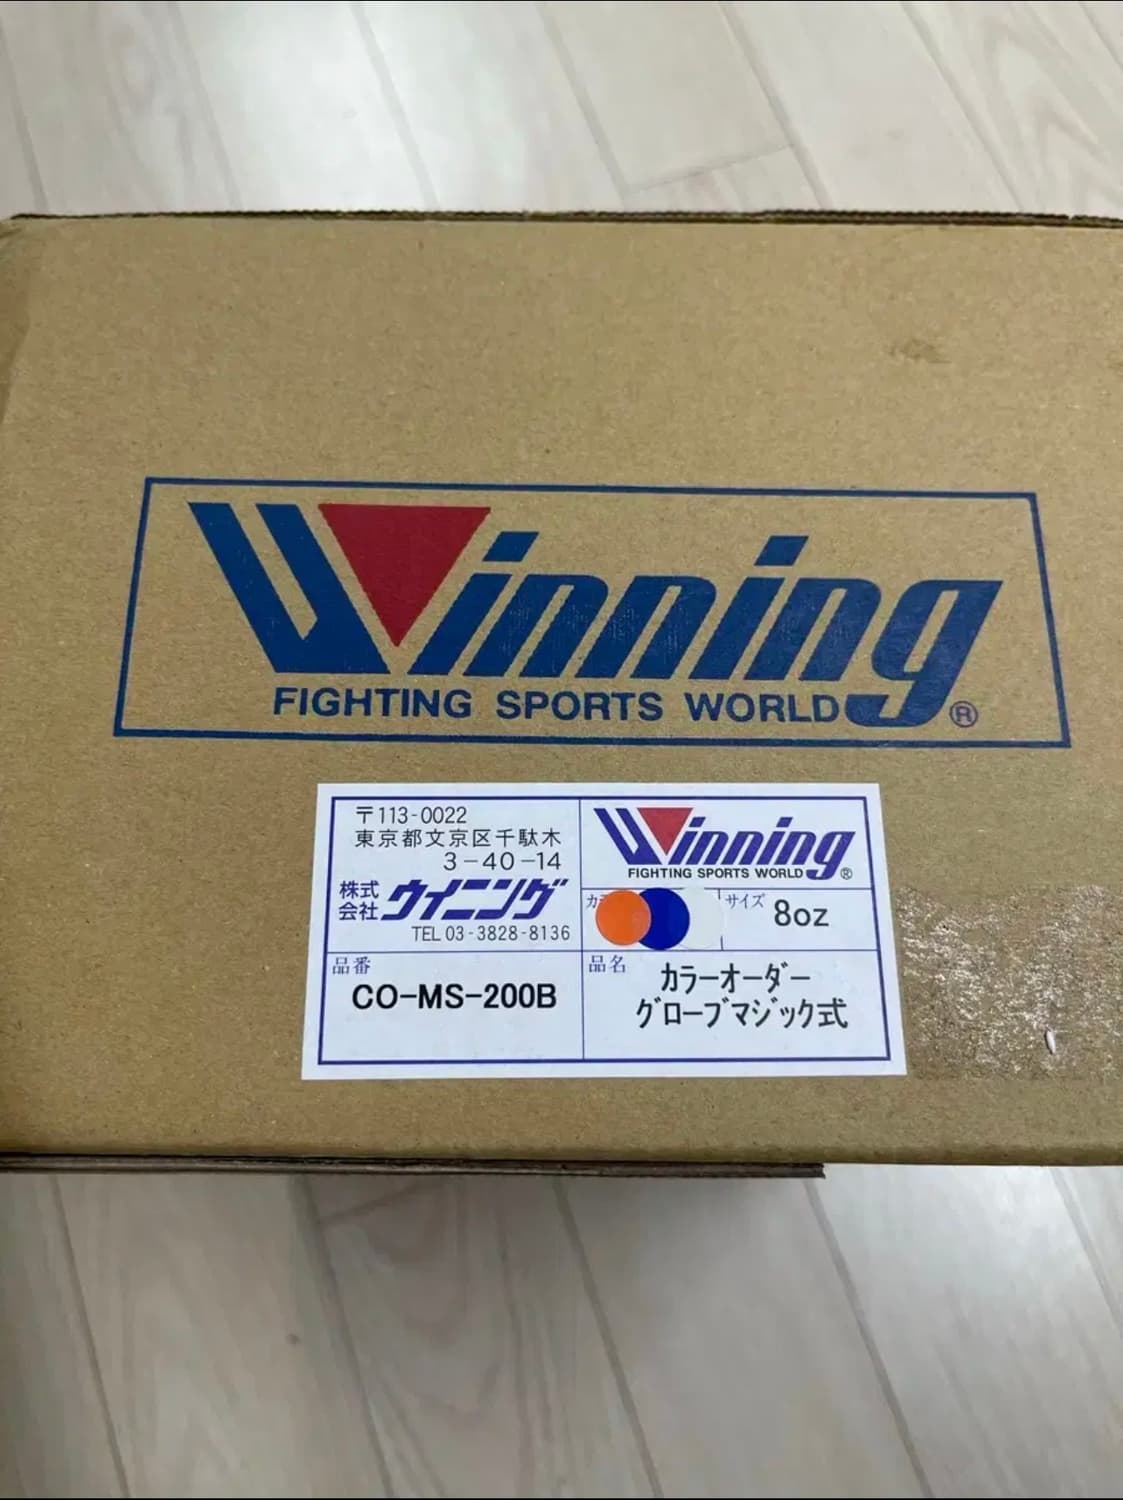 Winning®
FIGHTING SPORTS WORLD
〒113-0022
東京都文京区千駄木
3-40-14
株式会社ウイニング
TEL 03-3828-8136
Winning®
FIGHTING SPORTS WORLD
サイズ 8oz
品番
CO-MS-200B
品名
カラーオーダー
グローブマジック式